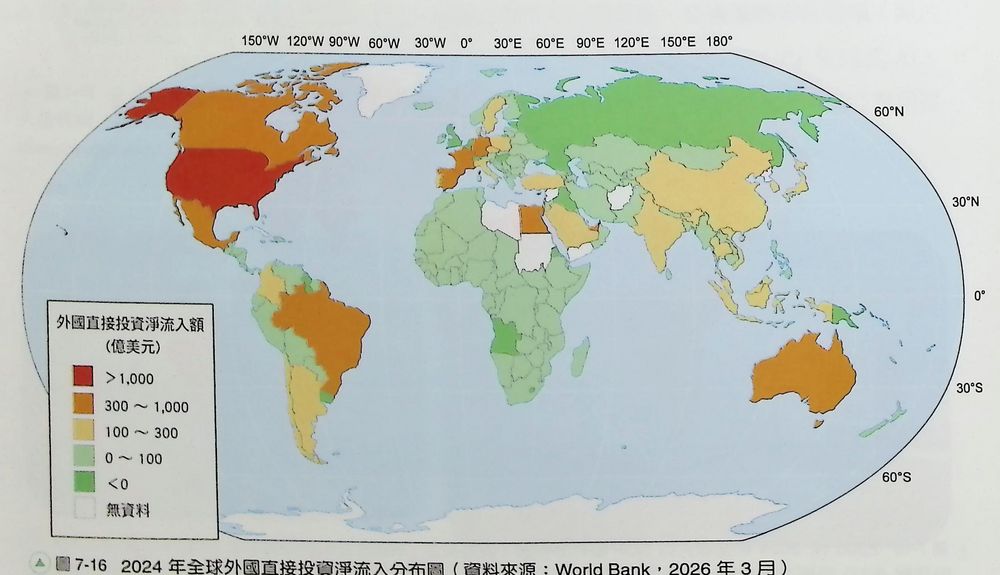 150°W 120°W 90°W 60°W 30°W 0° 30°E 60°E 90°E 120°E 150°E 180°
60°N
30°N
0°
30°S
60°S
外國直接投資淨流入額
(億美元)
>1,000
300 ~ 1,000
100 ~ 300
0 ~ 100
<0
無資料
圖 7-16 2024 年全球外國直接投資淨流入分布圖（資料來源：World Bank，2026 年 3 月）